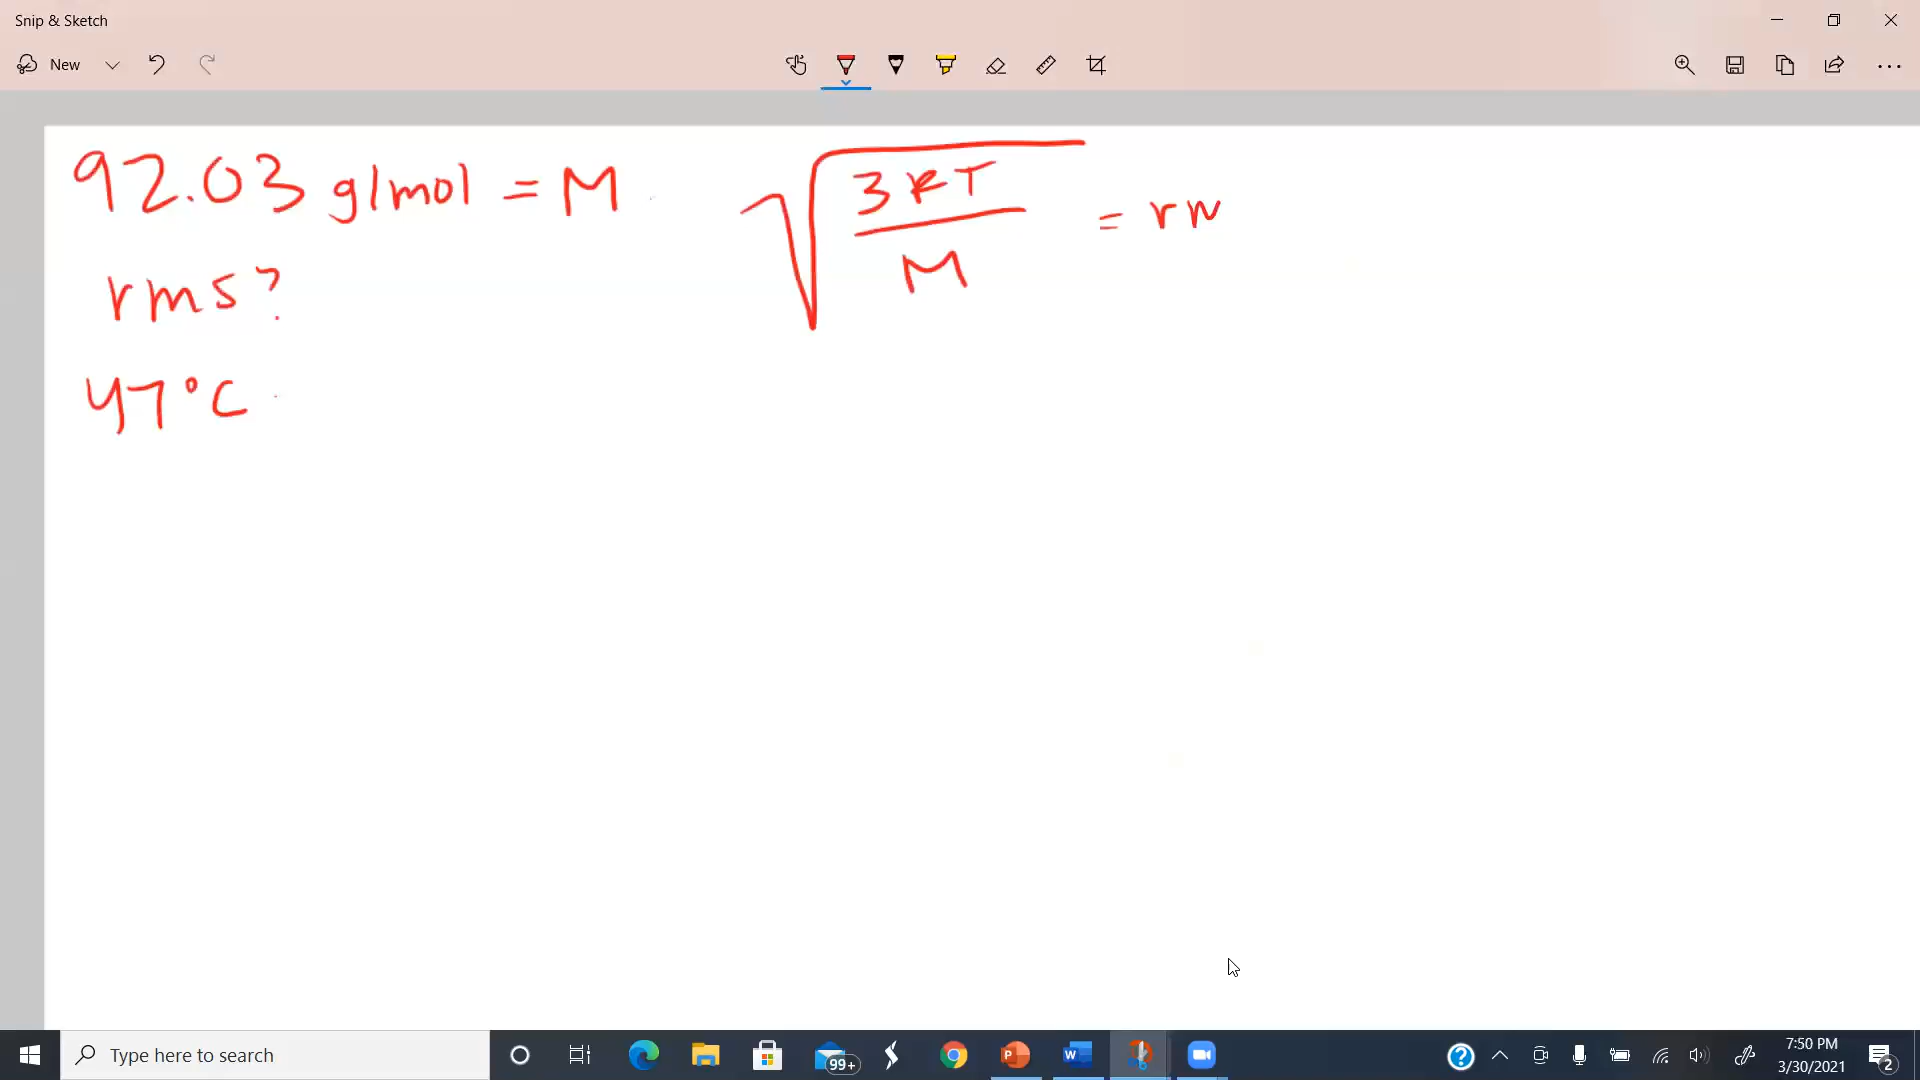 Snip & Sketch
New
92.03 g/mol = M
rms?
47°C
√(3RT / M) = rm
Type here to search
99+
7:50 PM
3/30/2021
2